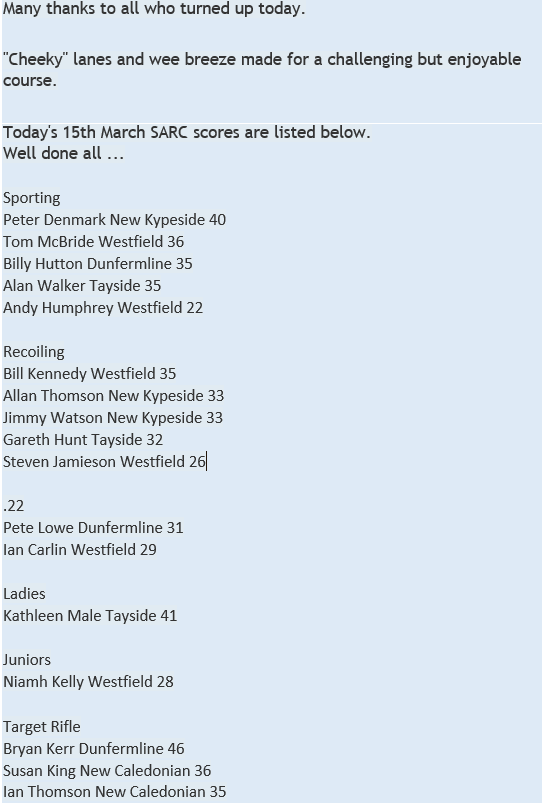 Many thanks to all who turned up today.
"Cheeky" lanes and wee breeze made for a challenging but enjoyable
course.
Today's 15th March SARC scores are listed below.
Well done all ...
Sporting
Peter Denmark New Kypeside 40
Tom McBride Westfield 36
Billy Hutton Dunfermline 35
Alan Walker Tayside 35
Andy Humphrey Westfield 22
Recoiling
Bill Kennedy Westfield 35
Allan Thomson New Kypeside 33
Jimmy Watson New Kypeside 33
Gareth Hunt Tayside 32
Steven Jamieson Westfield 26
.22
Pete Lowe Dunfermline 31
Ian Carlin Westfield 29
Ladies
Kathleen Male Tayside 41
Juniors
Niamh Kelly Westfield 28
Target Rifle
Bryan Kerr Dunfermline 46
Susan King New Caledonian 36
Ian Thomson New Caledonian 35